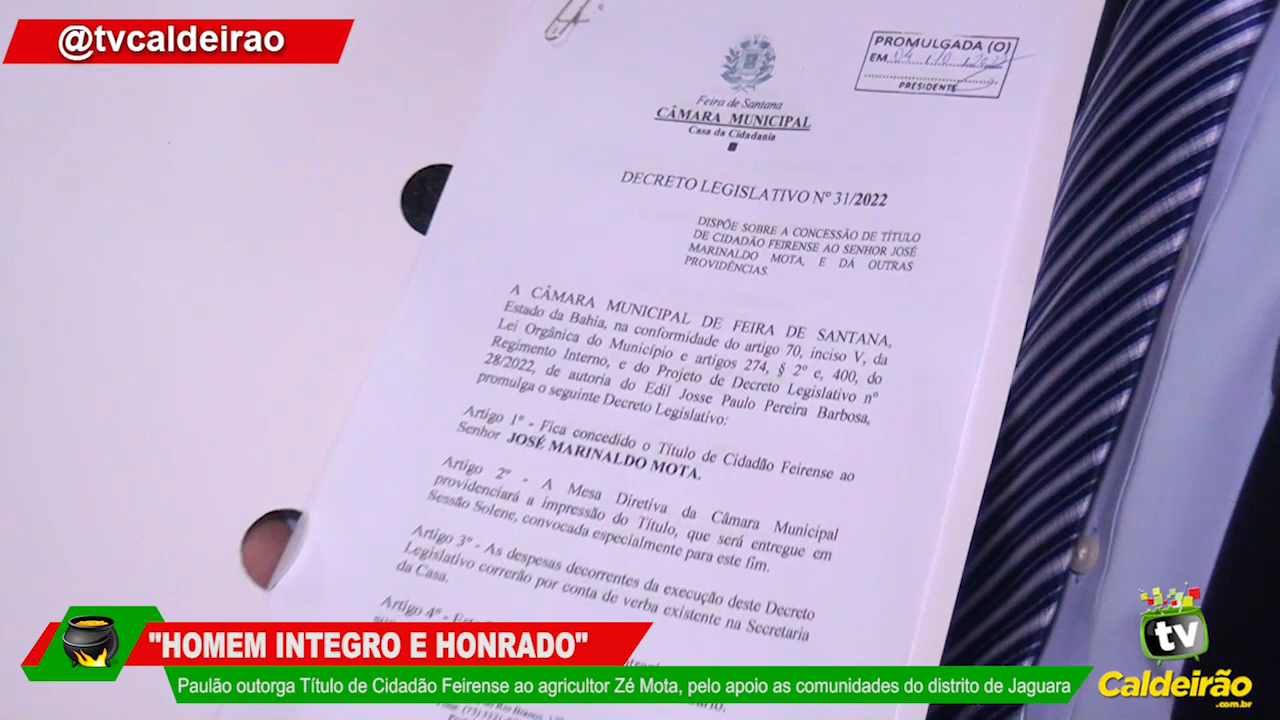 @tvcaldeirao
PROMULGADA (O)
EM
PRESIDENTE
Feira de Santana
CÂMARA MUNICIPAL
Casa da Cidadania
DECRETO LEGISLATIVO Nº 31/2022
DISPÕE SOBRE A CONCESSÃO DE TÍTULO
DE CIDADÃO FEIRENSE AO SENHOR JOSÉ
MARINALDO MOTA, E DÁ OUTRAS
PROVIDÊNCIAS.
A CÂMARA MUNICIPAL DE FEIRA DE SANTANA,
Estado da Bahia, na conformidade do artigo 70, inciso V, da
Lei Orgânica do Município e artigos 274, § 2º e, 400, do
Regimento Interno, e do Projeto de Decreto Legislativo nº
28/2022, de autoria do Edil Josse Paulo Pereira Barbosa,
promulga o seguinte Decreto Legislativo:
Artigo 1º - Fica concedido o Título de Cidadão Feirense ao
Senhor JOSÉ MARINALDO MOTA.
Artigo 2º - A Mesa Diretiva da Câmara Municipal
providenciará a impressão do Título, que será entregue em
Sessão Solene, convocada especialmente para este fim.
Artigo 3º - As despesas decorrentes da execução deste Decreto
Legislativo correrão por conta de verba existente na Secretaria
da Casa.
Artigo 4º -
"HOMEM INTEGRO E HONRADO"
Paulão outorga Título de Cidadão Feirense ao agricultor Zé Mota, pelo apoio as comunidades do distrito de Jaguara
tv
Caldeirão
.com.br